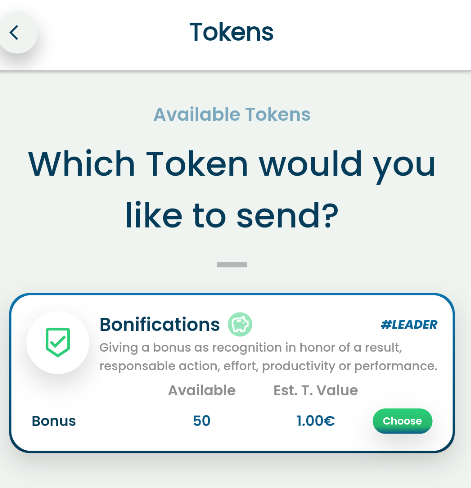 Tokens
Available Tokens
Which Token would you
like to send?
Bonifications #LEADER
Giving a bonus as recognition in honor of a result,
responsable action, effort, productivity or performance.
Available Est. T. Value
Bonus 50 1.00€ Choose